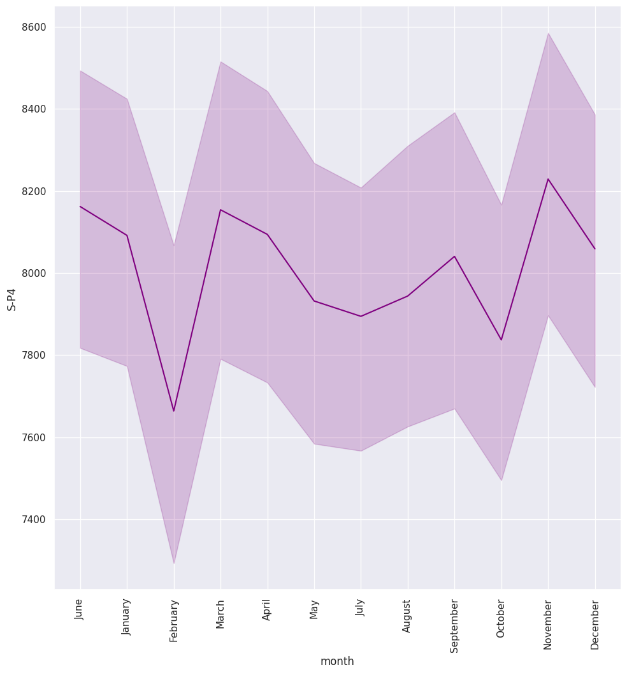 8600
8400
8200
8000
7800
7600
7400
S-P4
June
January
February
March
April
May
July
August
September
October
November
December
month